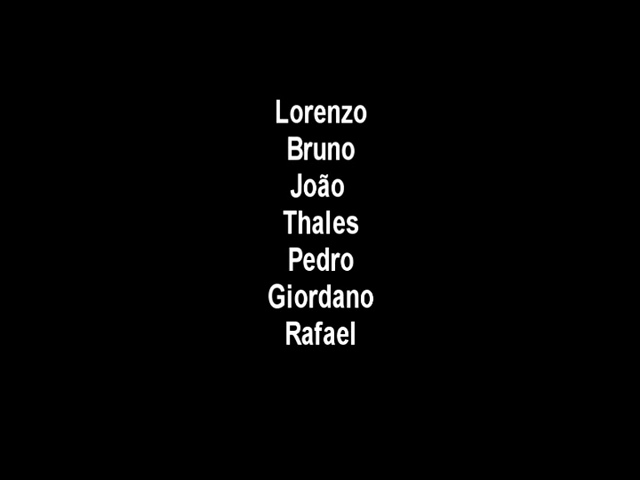 Lorenzo
Bruno
João
Thales
Pedro
Giordano
Rafael